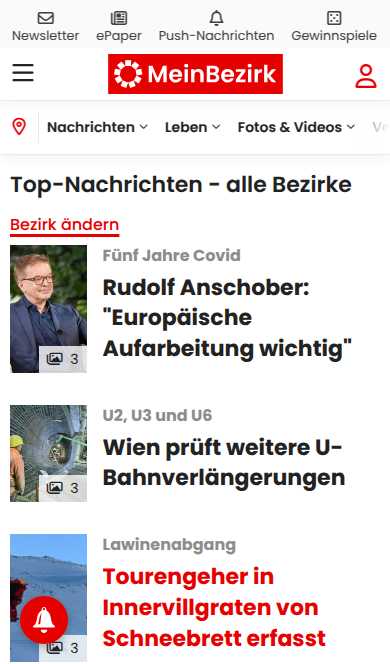 Newsletter ePaper Push-Nachrichten Gewinnspiele
MeinBezirk
Nachrichten Leben Fotos & Videos
Top-Nachrichten - alle Bezirke
Bezirk ändern
Fünf Jahre Covid
Rudolf Anschober:
"Europäische
Aufarbeitung wichtig"
3
U2, U3 und U6
Wien prüft weitere U-
Bahnverlängerungen
3
Lawinenabgang
Tourengeher in
Innervillgraten von
Schneebrett erfasst
3